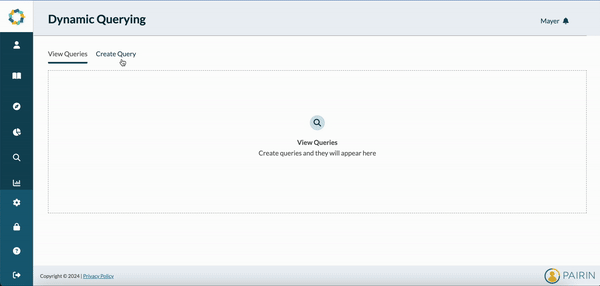 Dynamic Querying
Mayer
View Queries
Create Query
View Queries
Create queries and they will appear here
Copyright © 2024 | Privacy Policy
PAIRIN